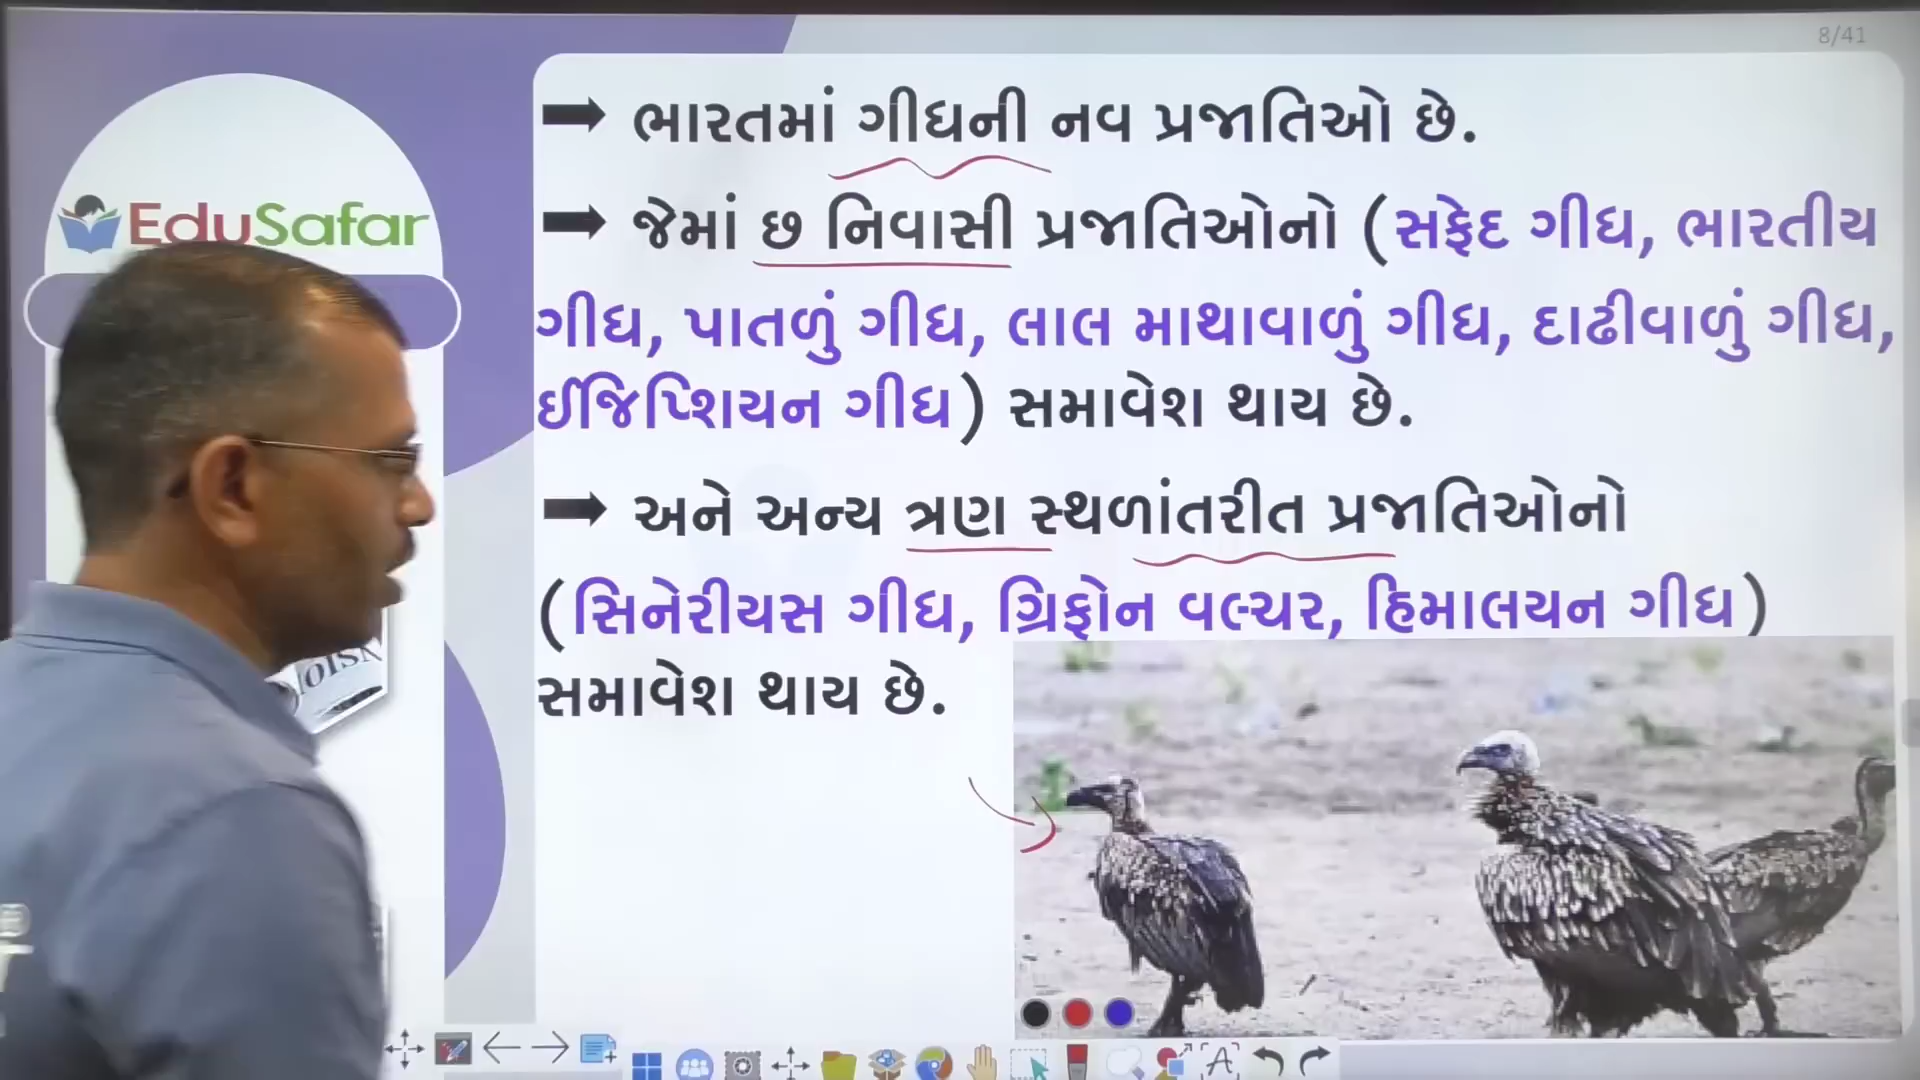 8/41
EduSafar
➡ ભારતમાં ગીધની નવ પ્રજાતિઓ છે.
➡ જેમાં છ નિવાસી પ્રજાતિઓનો (સફેદ ગીધ, ભારતીય
ગીધ, પાતળું ગીધ, લાલ માથાવાળું ગીધ, દાઢીવાળું ગીધ,
ઈજિપ્શિયન ગીધ) સમાવેશ થાય છે.
➡ અને અન્ય ત્રણ સ્થળાંતરીત પ્રજાતિઓનો
(સિનેરીયસ ગીધ, ગ્રિફોન વલ્ચર, હિમાલયન ગીધ)
સમાવેશ થાય છે.